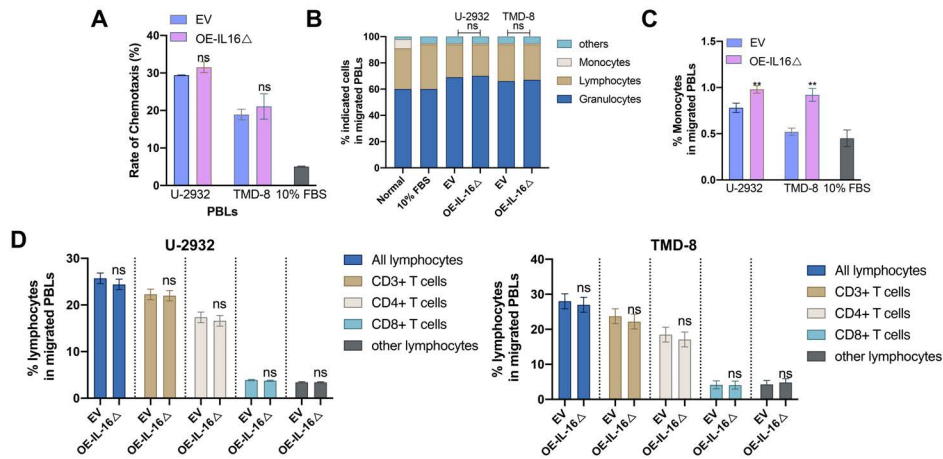 A
EV
OE-IL16△
Rate of Chemotaxis (%)
40
30
20
10
0
ns
ns
U-2932
TMD-8
10% FBS
PBLs
B
U-2932
TMD-8
ns
ns
% indicated cells
in migrated PBLs
100
80
60
40
20
0
others
Monocytes
Lymphocytes
Granulocytes
Normal
10% FBS
EV
OE-IL-16△
EV
OE-IL-16△
C
EV
OE-IL16△
% Monocytes
in migrated PBLs
1.5
1.0
0.5
0.0
**
**
U-2932
TMD-8
10% FBS
D
U-2932
% lymphocytes
in migrated PBLs
30
20
10
0
ns
ns
ns
ns
ns
EV
OE-IL-16△
EV
OE-IL-16△
EV
OE-IL-16△
EV
OE-IL-16△
EV
OE-IL-16△
All lymphocytes
CD3+ T cells
CD4+ T cells
CD8+ T cells
other lymphocytes
TMD-8
% lymphocytes
in migrated PBLs
40
30
20
10
0
ns
ns
ns
ns
ns
EV
OE-IL-16△
EV
OE-IL-16△
EV
OE-IL-16△
EV
OE-IL-16△
EV
OE-IL-16△
All lymphocytes
CD3+ T cells
CD4+ T cells
CD8+ T cells
other lymphocytes